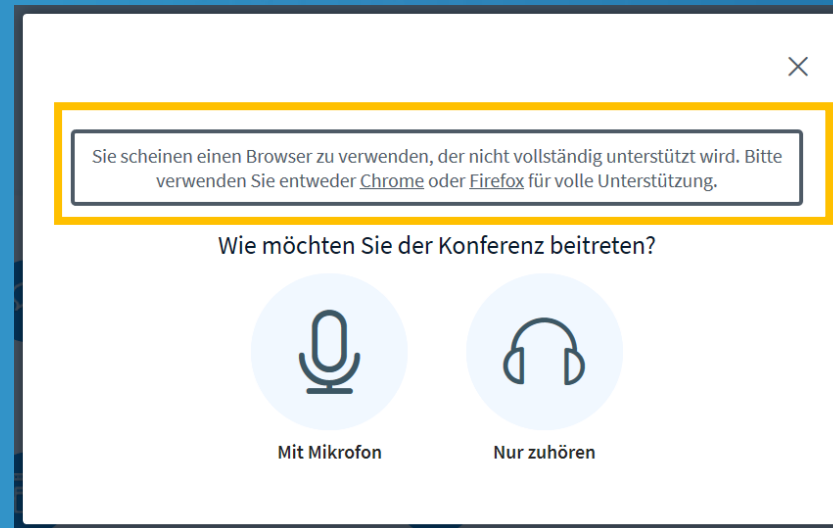 Sie scheinen einen Browser zu verwenden, der nicht vollständig unterstützt wird. Bitte
verwenden Sie entweder Chrome oder Firefox für volle Unterstützung.
Wie möchten Sie der Konferenz beitreten?
Mit Mikrofon
Nur zuhören